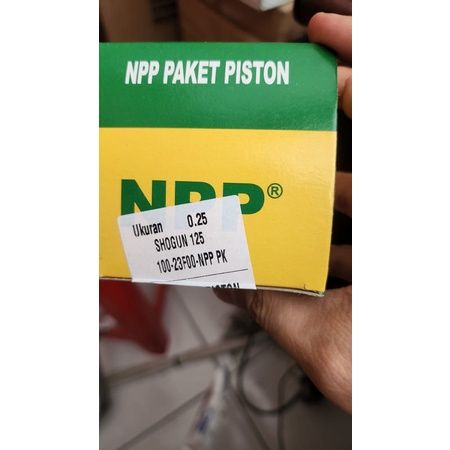 NPP PAKET PISTON
NPP®
Ukuran 0.25
SHOGUN 125
100-23F00-NPP PK